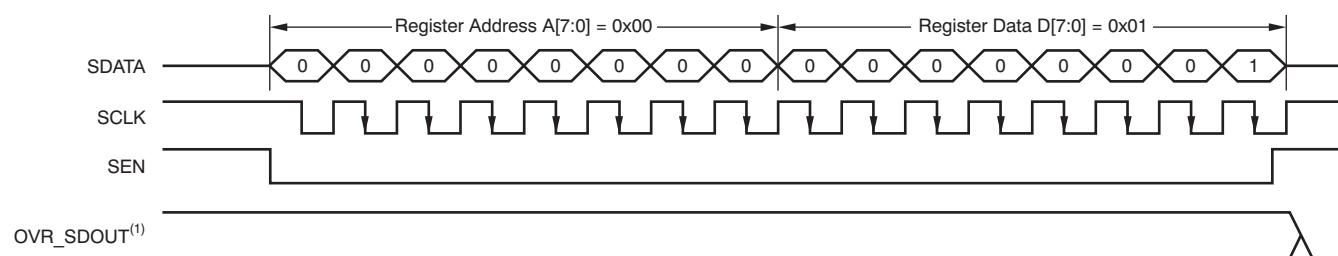 Register Address A[7:0] = 0x00 Register Data D[7:0] = 0x01
SDATA 0 0 0 0 0 0 0 0 0 0 0 0 0 0 0 1
SCLK
SEN
OVR_SDOUT(1)